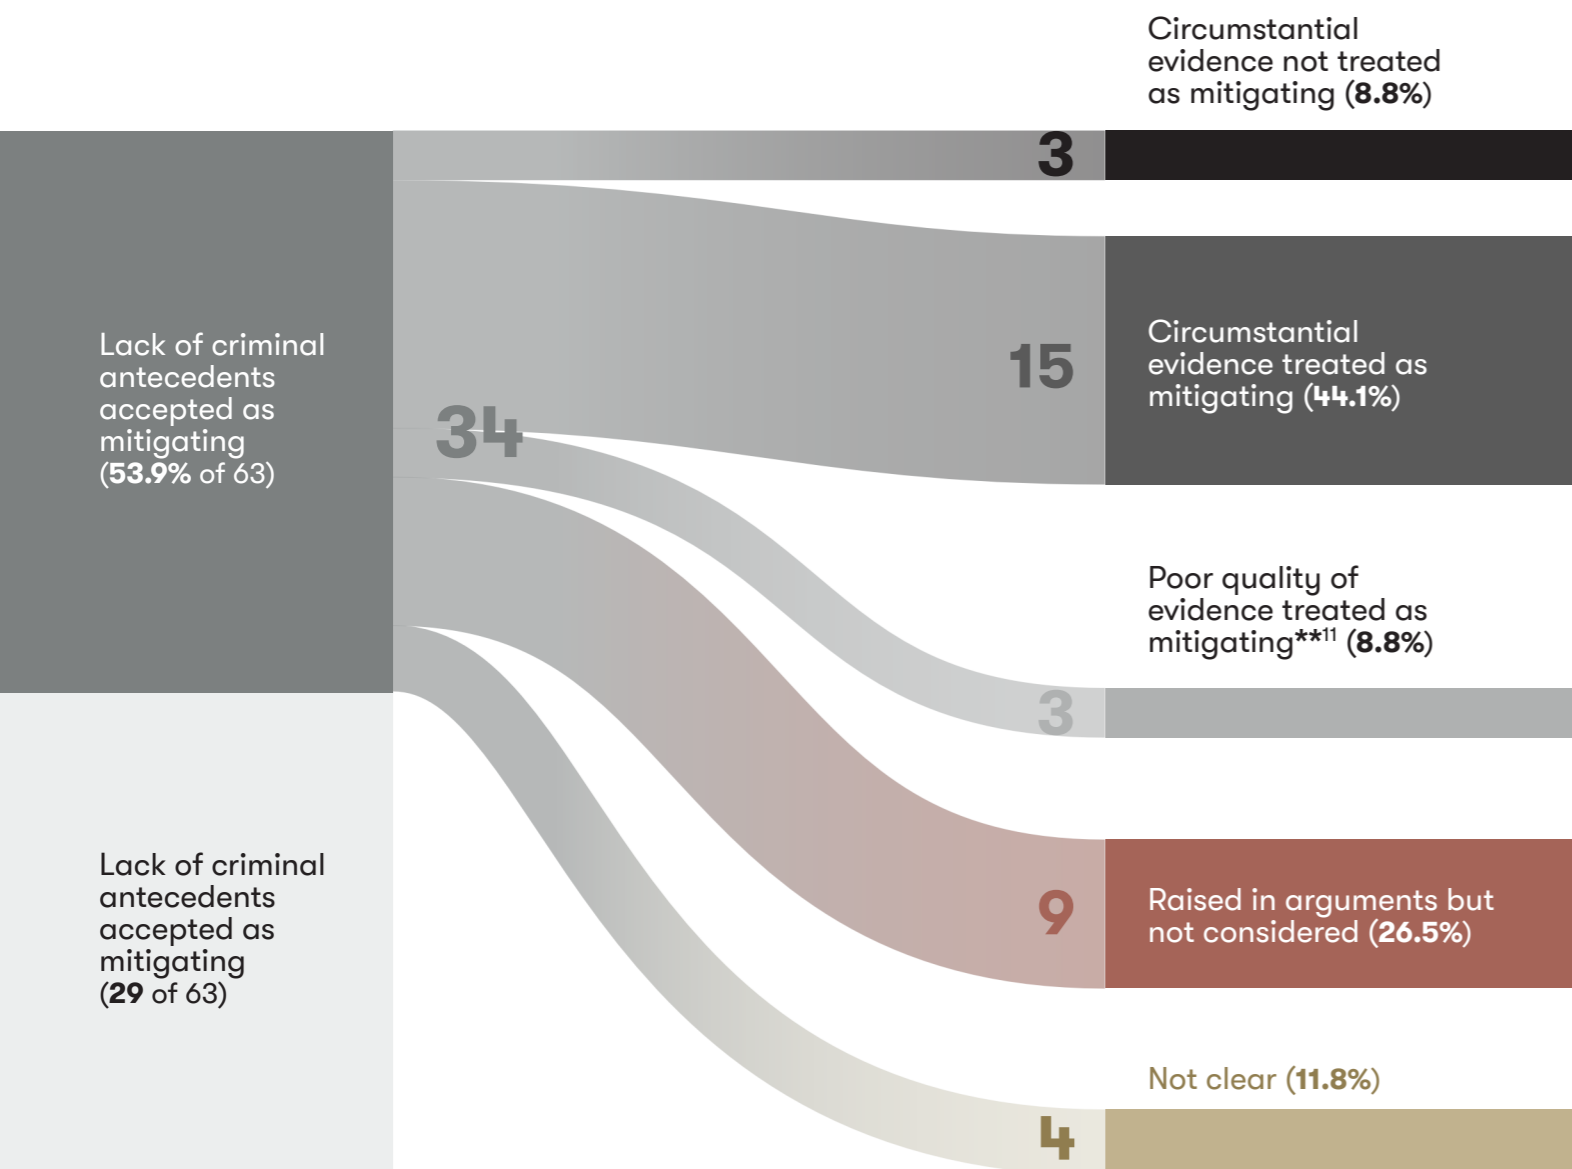 Circumstantial
evidence not treated
as mitigating (8.8%)
3
Lack of criminal
antecedents
accepted as
mitigating
(53.9% of 63)
34
15
Circumstantial
evidence treated as
mitigating (44.1%)
Poor quality of
evidence treated as
mitigating**11 (8.8%)
3
Lack of criminal
antecedents
accepted as
mitigating
(29 of 63)
9
Raised in arguments but
not considered (26.5%)
Not clear (11.8%)
4